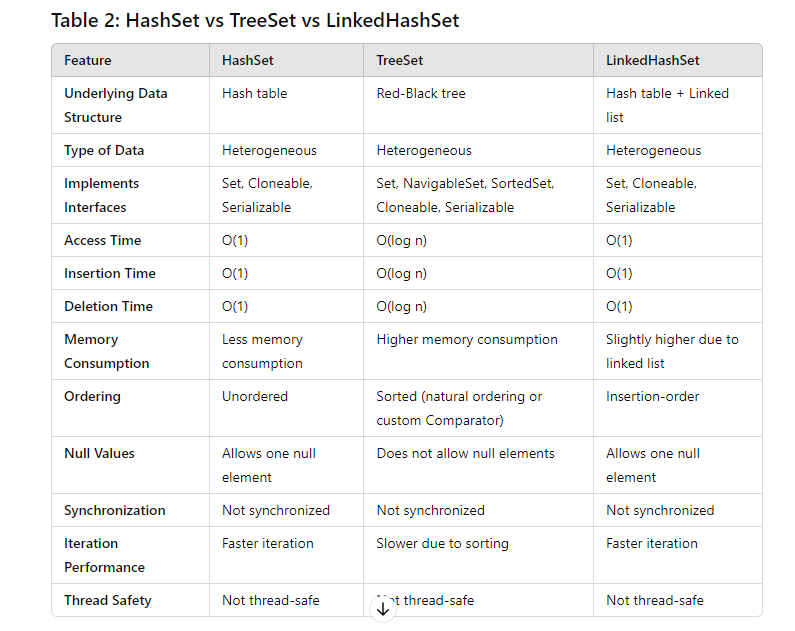 Table 2: HashSet vs TreeSet vs LinkedHashSet
Feature HashSet TreeSet LinkedHashSet
Underlying Data Structure Hash table Red-Black tree Hash table + Linked list
Type of Data Heterogeneous Heterogeneous Heterogeneous
Implements Interfaces Set, Cloneable, Serializable Set, NavigableSet, SortedSet, Cloneable, Serializable Set, Cloneable, Serializable
Access Time O(1) O(log n) O(1)
Insertion Time O(1) O(log n) O(1)
Deletion Time O(1) O(log n) O(1)
Memory Consumption Less memory consumption Higher memory consumption Slightly higher due to linked list
Ordering Unordered Sorted (natural ordering or custom Comparator) Insertion-order
Null Values Allows one null element Does not allow null elements Allows one null element
Synchronization Not synchronized Not synchronized Not synchronized
Iteration Performance Faster iteration Slower due to sorting Faster iteration
Thread Safety Not thread-safe Not thread-safe Not thread-safe